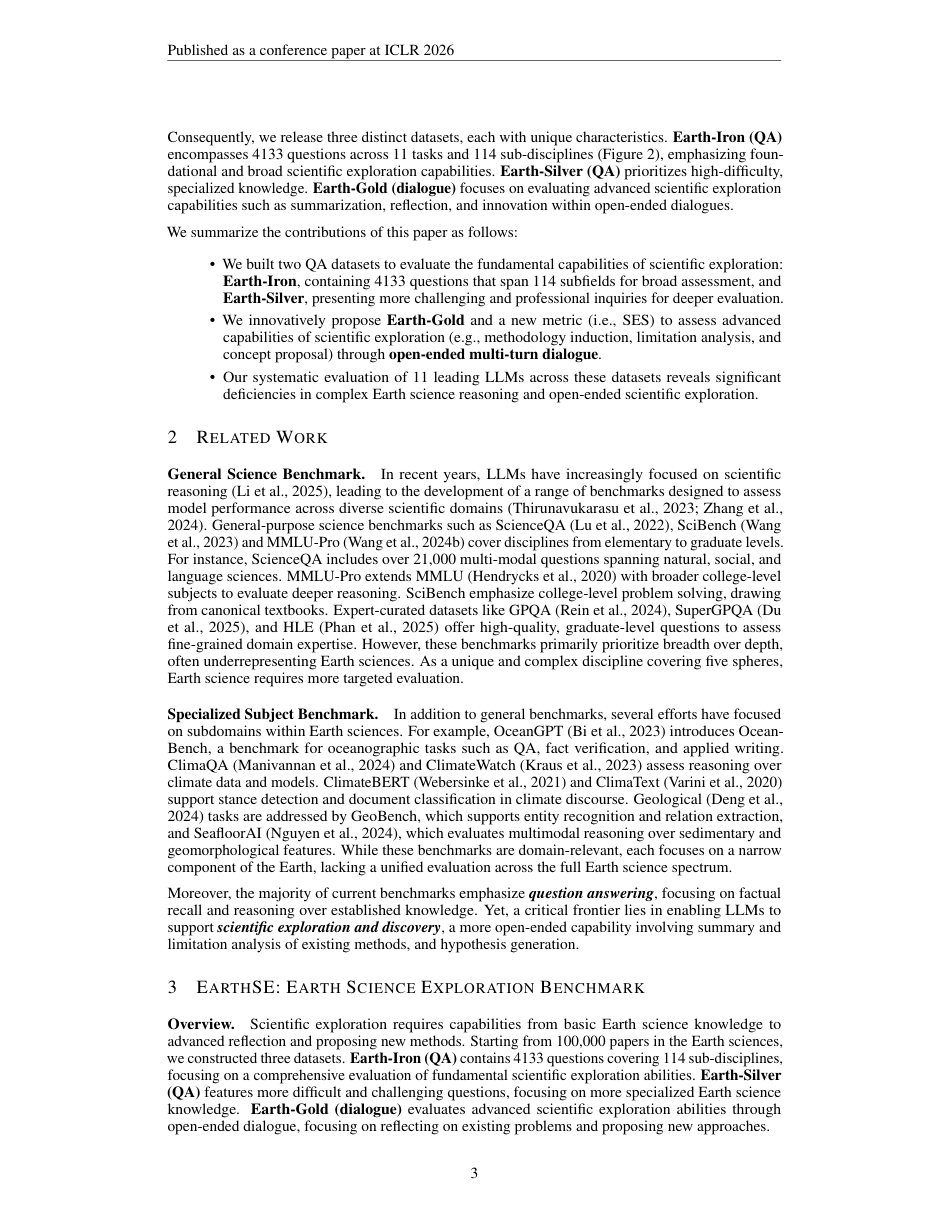 Published as a conference paper at ICLR 2026
Consequently, we release three distinct datasets, each with unique characteristics. Earth-Iron (QA)
encompasses 4133 questions across 11 tasks and 114 sub-disciplines (Figure 2), emphasizing foun-
dational and broad scientific exploration capabilities. Earth-Silver (QA) prioritizes high-difficulty,
specialized knowledge. Earth-Gold (dialogue) focuses on evaluating advanced scientific exploration
capabilities such as summarization, reflection, and innovation within open-ended dialogues.
We summarize the contributions of this paper as follows:
• We built two QA datasets to evaluate the fundamental capabilities of scientific exploration:
Earth-Iron, containing 4133 questions that span 114 subfields for broad assessment, and
Earth-Silver, presenting more challenging and professional inquiries for deeper evaluation.
• We innovatively propose Earth-Gold and a new metric (i.e., SES) to assess advanced
capabilities of scientific exploration (e.g., methodology induction, limitation analysis, and
concept proposal) through open-ended multi-turn dialogue.
• Our systematic evaluation of 11 leading LLMs across these datasets reveals significant
deficiencies in complex Earth science reasoning and open-ended scientific exploration.
2 RELATED WORK
General Science Benchmark. In recent years, LLMs have increasingly focused on scientific
reasoning (Li et al., 2025), leading to the development of a range of benchmarks designed to assess
model performance across diverse scientific domains (Thirunavukarasu et al., 2023; Zhang et al.,
2024). General-purpose science benchmarks such as ScienceQA (Lu et al., 2022), SciBench (Wang
et al., 2023) and MMLU-Pro (Wang et al., 2024b) cover disciplines from elementary to graduate levels.
For instance, ScienceQA includes over 21,000 multi-modal questions spanning natural, social, and
language sciences. MMLU-Pro extends MMLU (Hendrycks et al., 2020) with broader college-level
subjects to evaluate deeper reasoning. SciBench emphasize college-level problem solving, drawing
from canonical textbooks. Expert-curated datasets like GPQA (Rein et al., 2024), SuperGPQA (Du
et al., 2025), and HLE (Phan et al., 2025) offer high-quality, graduate-level questions to assess
fine-grained domain expertise. However, these benchmarks primarily prioritize breadth over depth,
often underrepresenting Earth sciences. As a unique and complex discipline covering five spheres,
Earth science requires more targeted evaluation.
Specialized Subject Benchmark. In addition to general benchmarks, several efforts have focused
on subdomains within Earth sciences. For example, OceanGPT (Bi et al., 2023) introduces Ocean-
Bench, a benchmark for oceanographic tasks such as QA, fact verification, and applied writing.
ClimaQA (Manivannan et al., 2024) and ClimateWatch (Kraus et al., 2023) assess reasoning over
climate data and models. ClimateBERT (Webersinke et al., 2021) and ClimaText (Varini et al., 2020)
support stance detection and document classification in climate discourse. Geological (Deng et al.,
2024) tasks are addressed by GeoBench, which supports entity recognition and relation extraction,
and SeafloorAI (Nguyen et al., 2024), which evaluates multimodal reasoning over sedimentary and
geomorphological features. While these benchmarks are domain-relevant, each focuses on a narrow
component of the Earth, lacking a unified evaluation across the full Earth science spectrum.
Moreover, the majority of current benchmarks emphasize question answering, focusing on factual
recall and reasoning over established knowledge. Yet, a critical frontier lies in enabling LLMs to
support scientific exploration and discovery, a more open-ended capability involving summary and
limitation analysis of existing methods, and hypothesis generation.
3 EARTHSE: EARTH SCIENCE EXPLORATION BENCHMARK
Overview. Scientific exploration requires capabilities from basic Earth science knowledge to
advanced reflection and proposing new methods. Starting from 100,000 papers in the Earth sciences,
we constructed three datasets. Earth-Iron (QA) contains 4133 questions covering 114 sub-disciplines,
focusing on a comprehensive evaluation of fundamental scientific exploration abilities. Earth-Silver
(QA) features more difficult and challenging questions, focusing on more specialized Earth science
knowledge. Earth-Gold (dialogue) evaluates advanced scientific exploration abilities through
open-ended dialogue, focusing on reflecting on existing problems and proposing new approaches.
3